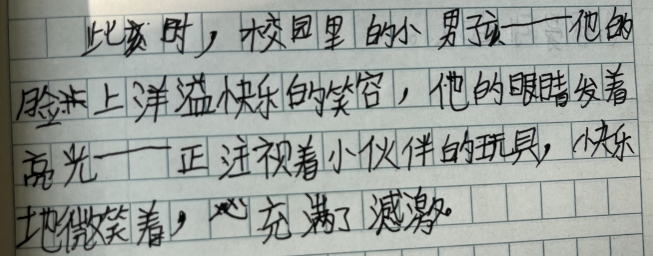 此刻时，校园里的小男孩——他的
脸上洋溢快乐的笑容，他的眼睛发着
亮光——正注视着小伙伴的玩具，快乐
地微笑着，心充满了感激。